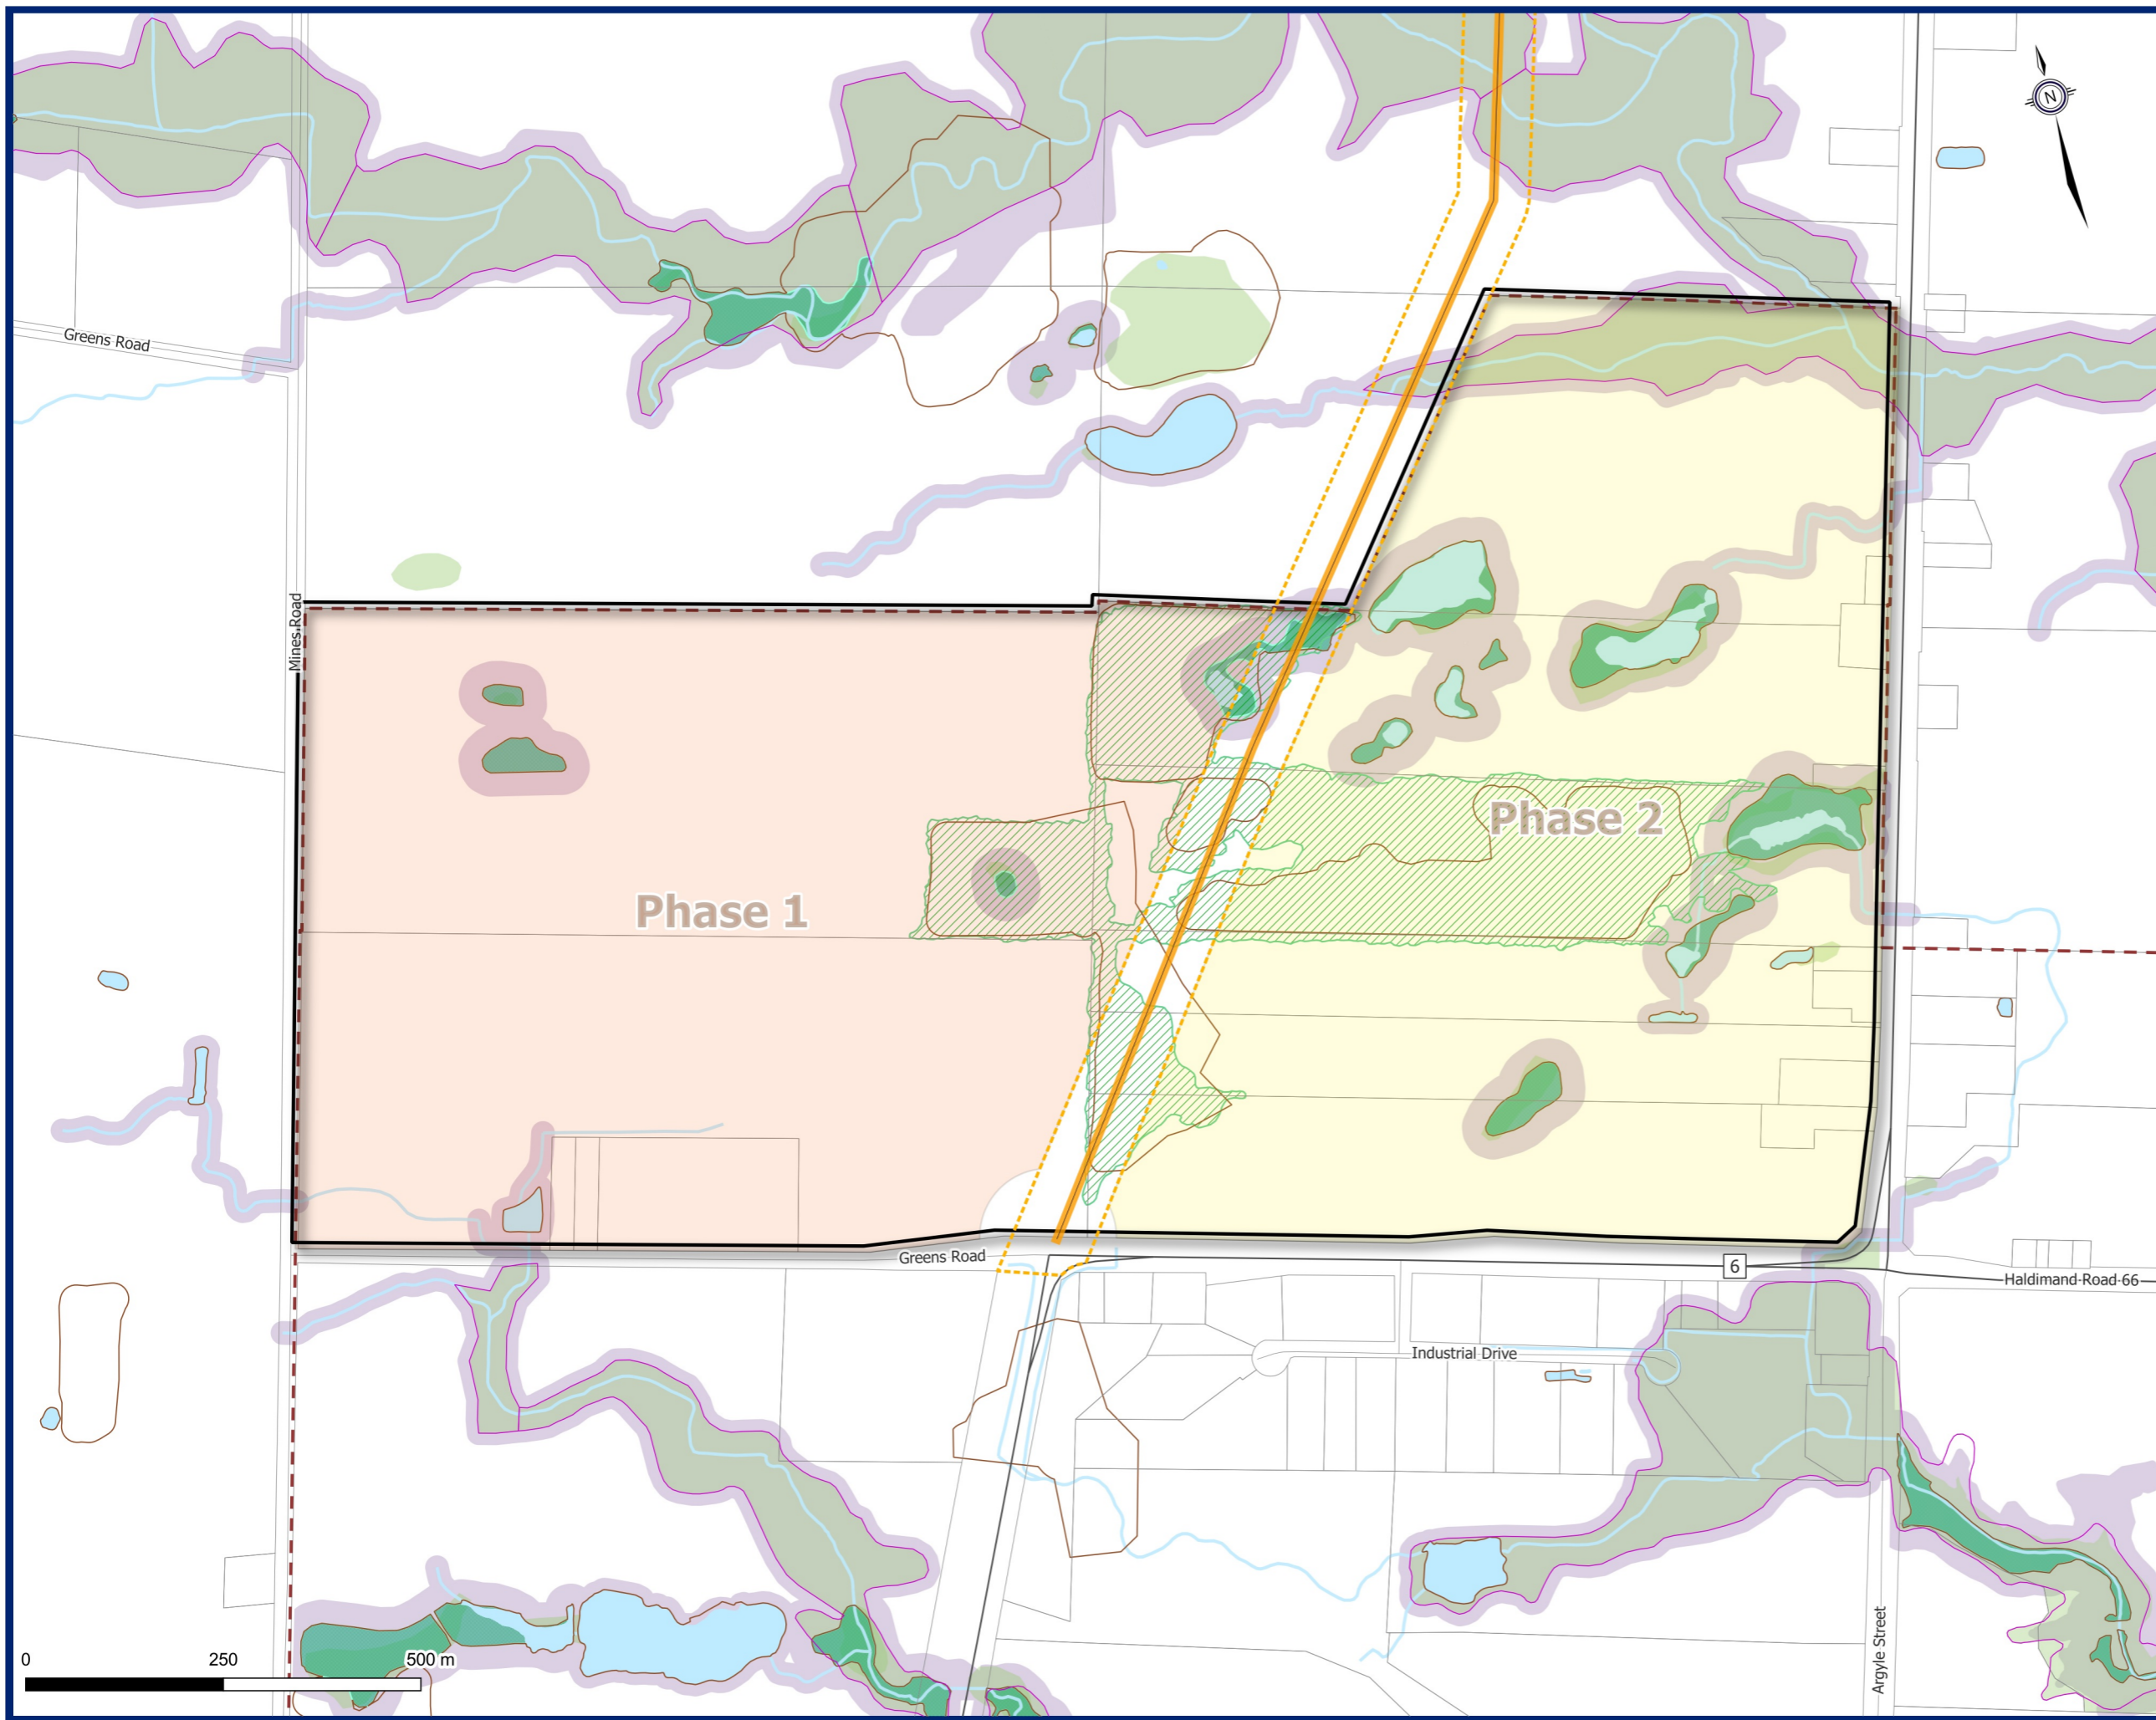 N
Greens Road
Mines Road
Phase 2
Phase 1
Greens Road
6
Haldimand Road 66
Industrial Drive
Argyle Street
0 250 500 m